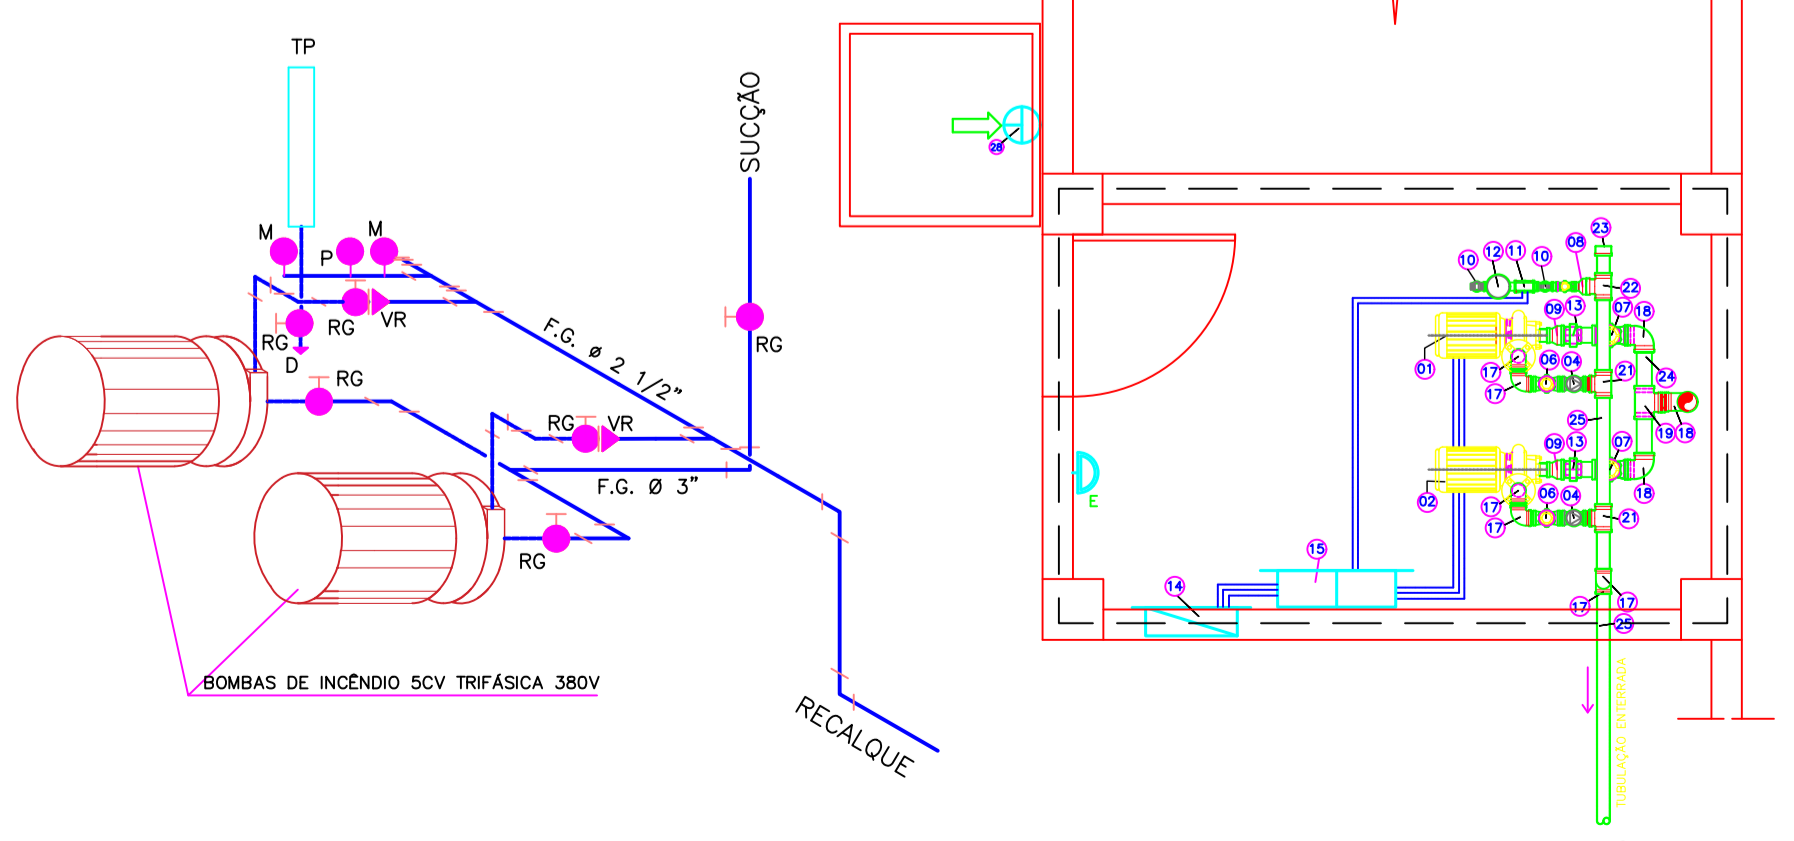 TP
SUCÇÃO
M
P
M
RG
VR
RG
RG
D
RG
RG
F.G. ø 2 1/2"
RG
VR
F.G. Ø 3"
RG
BOMBAS DE INCÊNDIO 5CV TRIFÁSICA 380V
RECALQUE
28
23
10
12
11
10
08
22
09
13
07
18
01
17
06
04
21
24
17
25
19
18
09
13
07
02
17
06
04
18
17
21
15
14
17
17
25
E
TUBULAÇÃO ENTERRADA